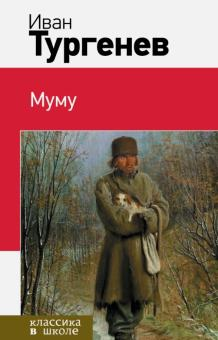 Иван
Тургенев
Муму
классика
в школе